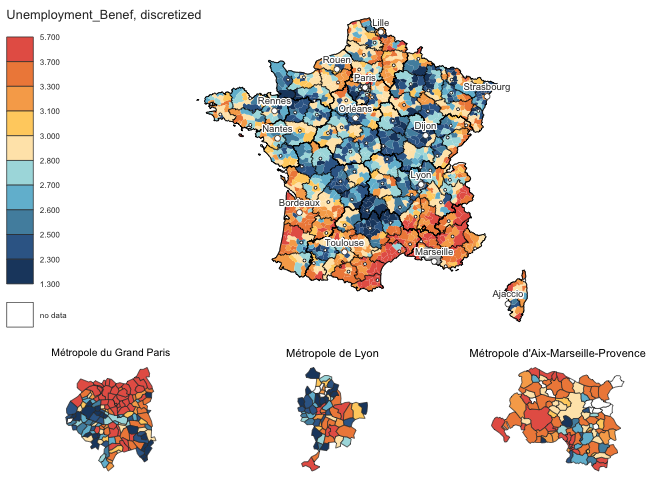 Unemployment_Benef, discretized
5.700
3.700
3.300
3.100
3.000
2.800
2.700
2.600
2.500
2.300
1.300
no data
Lille
Rouen
Paris
Strasbourg
Rennes
Orléans
Nantes
Dijon
Lyon
Bordeaux
Toulouse
Marseille
Ajaccio
Métropole du Grand Paris
Métropole de Lyon
Métropole d'Aix-Marseille-Provence